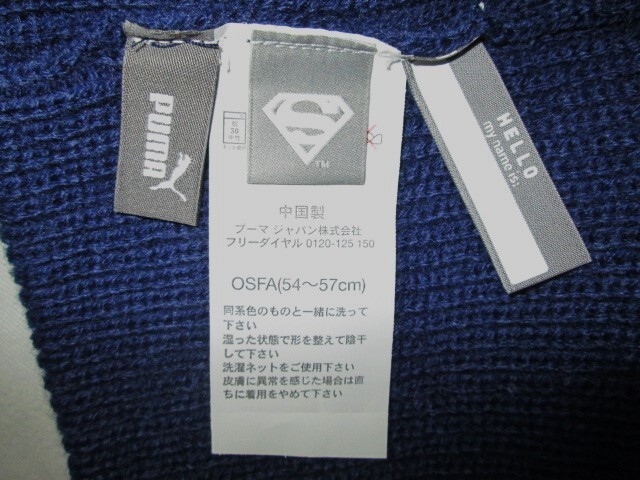 PUMA
TM
中国製
プーマ ジャパン株式会社
フリーダイヤル 0120-125 150
OSFA(54〜57cm)
同系色のものと一緒に洗って
下さい
湿った状態で形を整えて陰干
して下さい
洗濯ネットをご使用下さい
皮膚に異常を感じた場合は直
ちに着用をやめて下さい
HELLO
my name is: